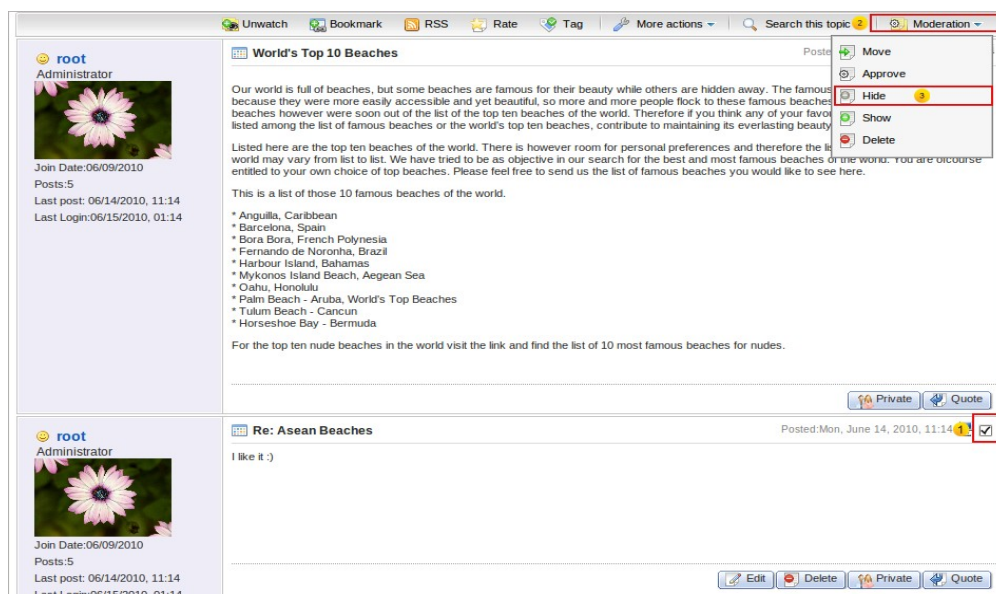 Unwatch Bookmark RSS Rate Tag More actions Search this topic 2 Moderation
root
Administrator
Join Date:06/09/2010
Posts:5
Last post: 06/14/2010, 11:14
Last Login:06/15/2010, 01:14
World's Top 10 Beaches
Poste
Move
Approve
Hide 3
Show
Delete
Our world is full of beaches, but some beaches are famous for their beauty while others are hidden away. The famous
because they were more easily accessible and yet beautiful, so more and more people flock to these famous beaches
beaches however were soon out of the list of the top ten beaches of the world. Therefore if you think any of your favo
listed among the list of famous beaches or the world's top ten beaches, contribute to maintaining its everlasting beauty
Listed here are the top ten beaches of the world. There is however room for personal preferences and therefore the li
world may vary from list to list. We have tried to be as objective in our search for the best and most famous beaches of the world. You are ofcourse
entitled to your own choice of top beaches. Please feel free to send us the list of famous beaches you would like to see here.
This is a list of those 10 famous beaches of the world.
* Anguilla, Caribbean
* Barcelona, Spain
* Bora Bora, French Polynesia
* Fernando de Noronha, Brazil
* Harbour Island, Bahamas
* Mykonos Island Beach, Aegean Sea
* Oahu, Honolulu
* Palm Beach - Aruba, World's Top Beaches
* Tulum Beach - Cancun
* Horseshoe Bay - Bermuda
For the top ten nude beaches in the world visit the link and find the list of 10 most famous beaches for nudes.
Private Quote
root
Administrator
Join Date:06/09/2010
Posts:5
Last post: 06/14/2010, 11:14
Last Login:06/15/2010, 01:14
Re: Asean Beaches
Posted:Mon, June 14, 2010, 11:14 1
I like it :)
Edit Delete Private Quote